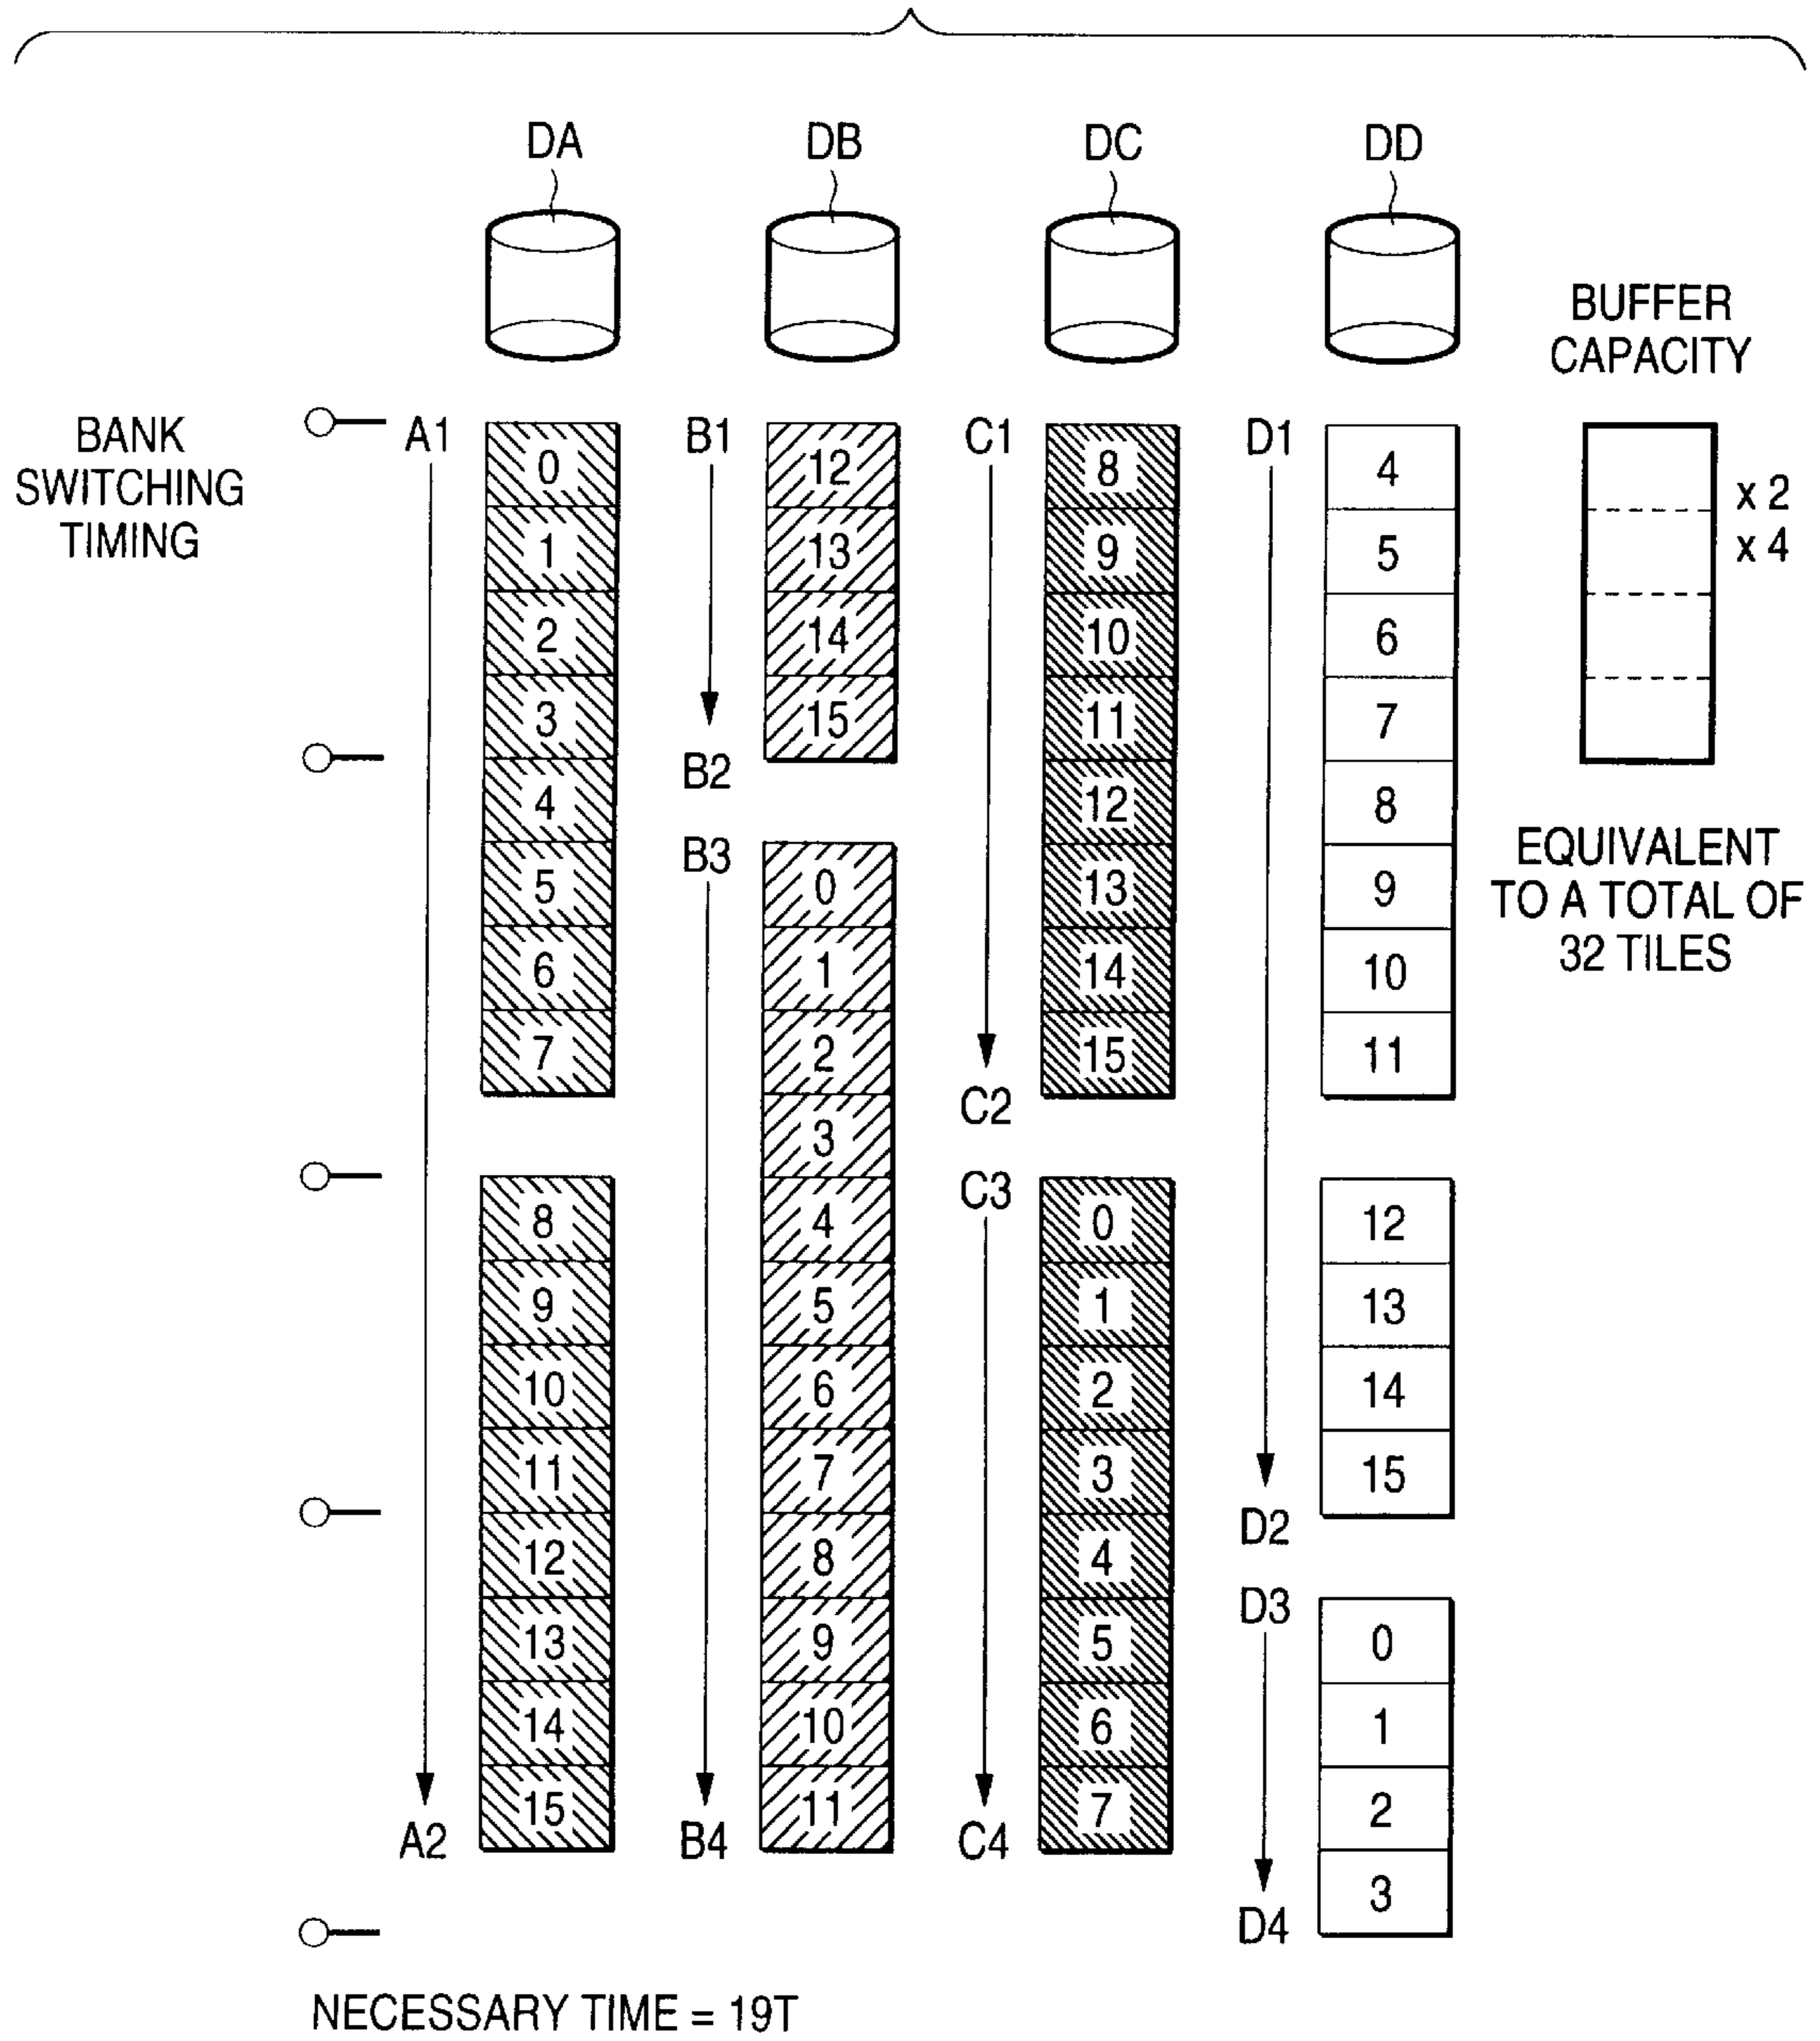 DA DB DC DD
BUFFER
CAPACITY
BANK
SWITCHING
TIMING
A1 B1 C1 D1
0 12 8 4
x 2
1 13 9 5
x 4
2 14 10 6
3 15 11 7
B2
4 12 8
B3
EQUIVALENT
TO A TOTAL OF
32 TILES
5 0 13 9
6 1 14 10
7 2 15 11
C2
3
C3
8 4 0 12
9 5 1 13
10 6 2 14
11 7 3 15
D2
12 8 4
D3
13 9 5 0
14 10 6 1
15 11 7 2
A2 B4 C4
3
D4
NECESSARY TIME = 19T